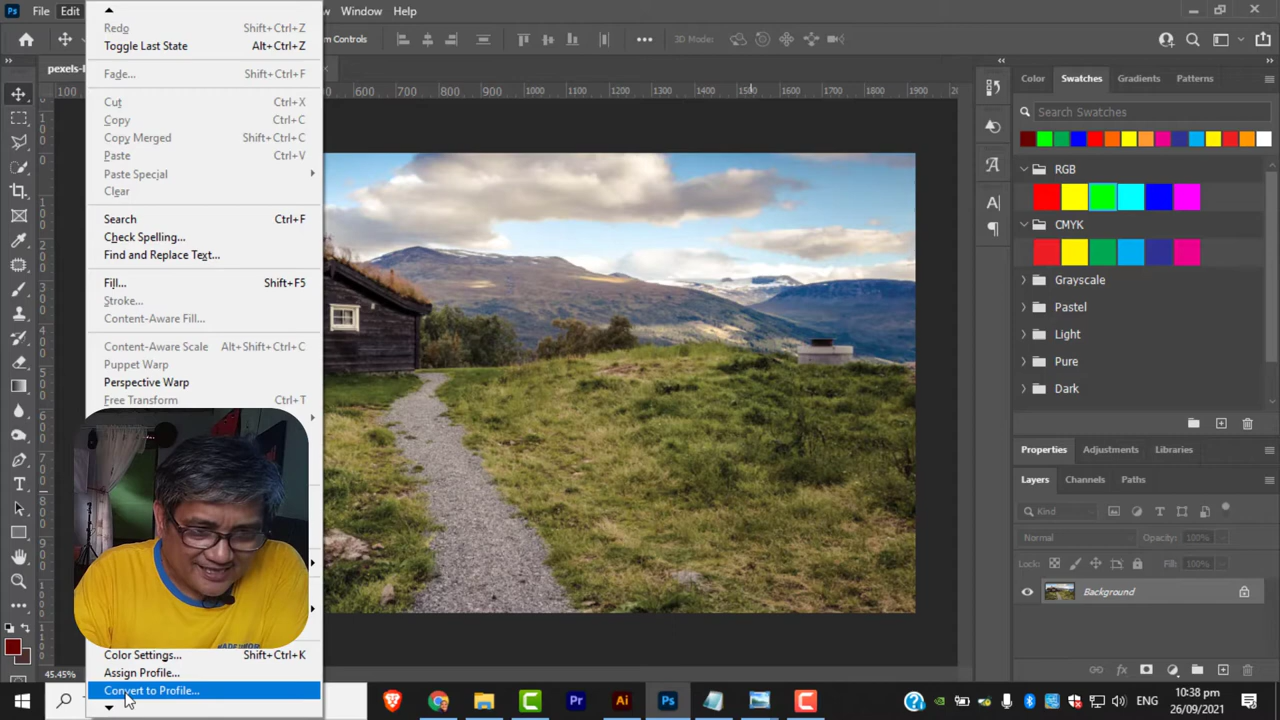 Ps File Edit w Window Help
Redo Shift+Ctrl+Z
Toggle Last State Alt+Ctrl+Z
Fade... Shift+Ctrl+F
Cut Ctrl+X
Copy Ctrl+C
Copy Merged Shift+Ctrl+C
Paste Ctrl+V
Paste Special
Clear
Search Ctrl+F
Check Spelling...
Find and Replace Text...
Fill... Shift+F5
Stroke...
Content-Aware Fill...
Content-Aware Scale Alt+Shift+Ctrl+C
Puppet Warp
Perspective Warp
Free Transform Ctrl+T
Color Settings... Shift+Ctrl+K
Assign Profile...
Convert to Profile...
m Controls 3D Mode:
pexels-
100 600 700 800 900 1000 1100 1200 1300 1400 1500 1600 1700 1800 1900
Color Swatches Gradients Patterns
Search Swatches
RGB
CMYK
Grayscale
Pastel
Light
Pure
Dark
Properties Adjustments Libraries
Layers Channels Paths
Kind
Normal Opacity: 100%
Lock: Fill: 100%
Background
MADE WOW
45.45%
Pr Ai Ps
ENG
10:38 pm
26/09/2021